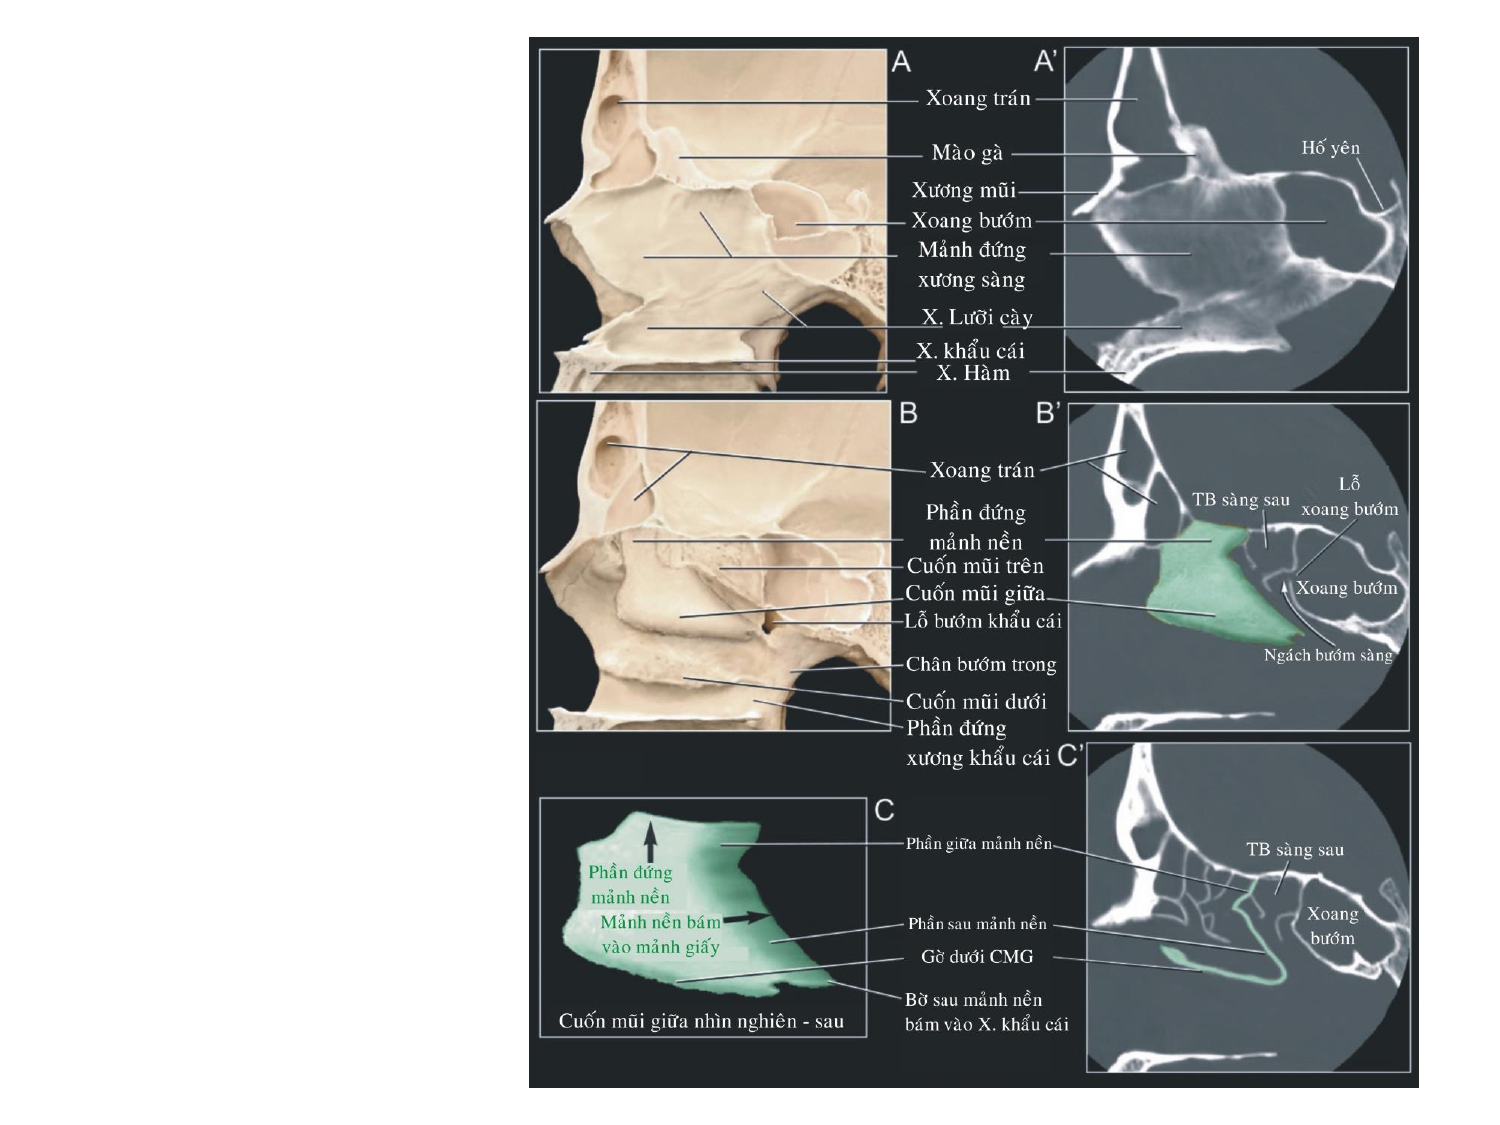 A
A’
Xoang trán
Mào gà
Hố yên
Xương mũi
Xoang bướm
Mảnh đứng
xương sàng
X. Lưỡi cày
X. khẩu cái
X. Hàm
B
B’
Xoang trán
Lỗ
xoang bướm
TB sàng sau
Phần đứng
mảnh nền
Cuốn mũi trên
Cuốn mũi giữa
Xoang bướm
Lỗ bướm khẩu cái
Ngách bướm sàng
Chân bướm trong
Cuốn mũi dưới
Phần đứng
xương khẩu cái
C’
C
Phần giữa mảnh nền
TB sàng sau
Phần đứng
mảnh nền
Mảnh nền bám
vào mảnh giấy
Phần sau mảnh nền
Xoang
bướm
Gờ dưới CMG
Bờ sau mảnh nền
bám vào X. khẩu cái
Cuốn mũi giữa nhìn nghiên - sau